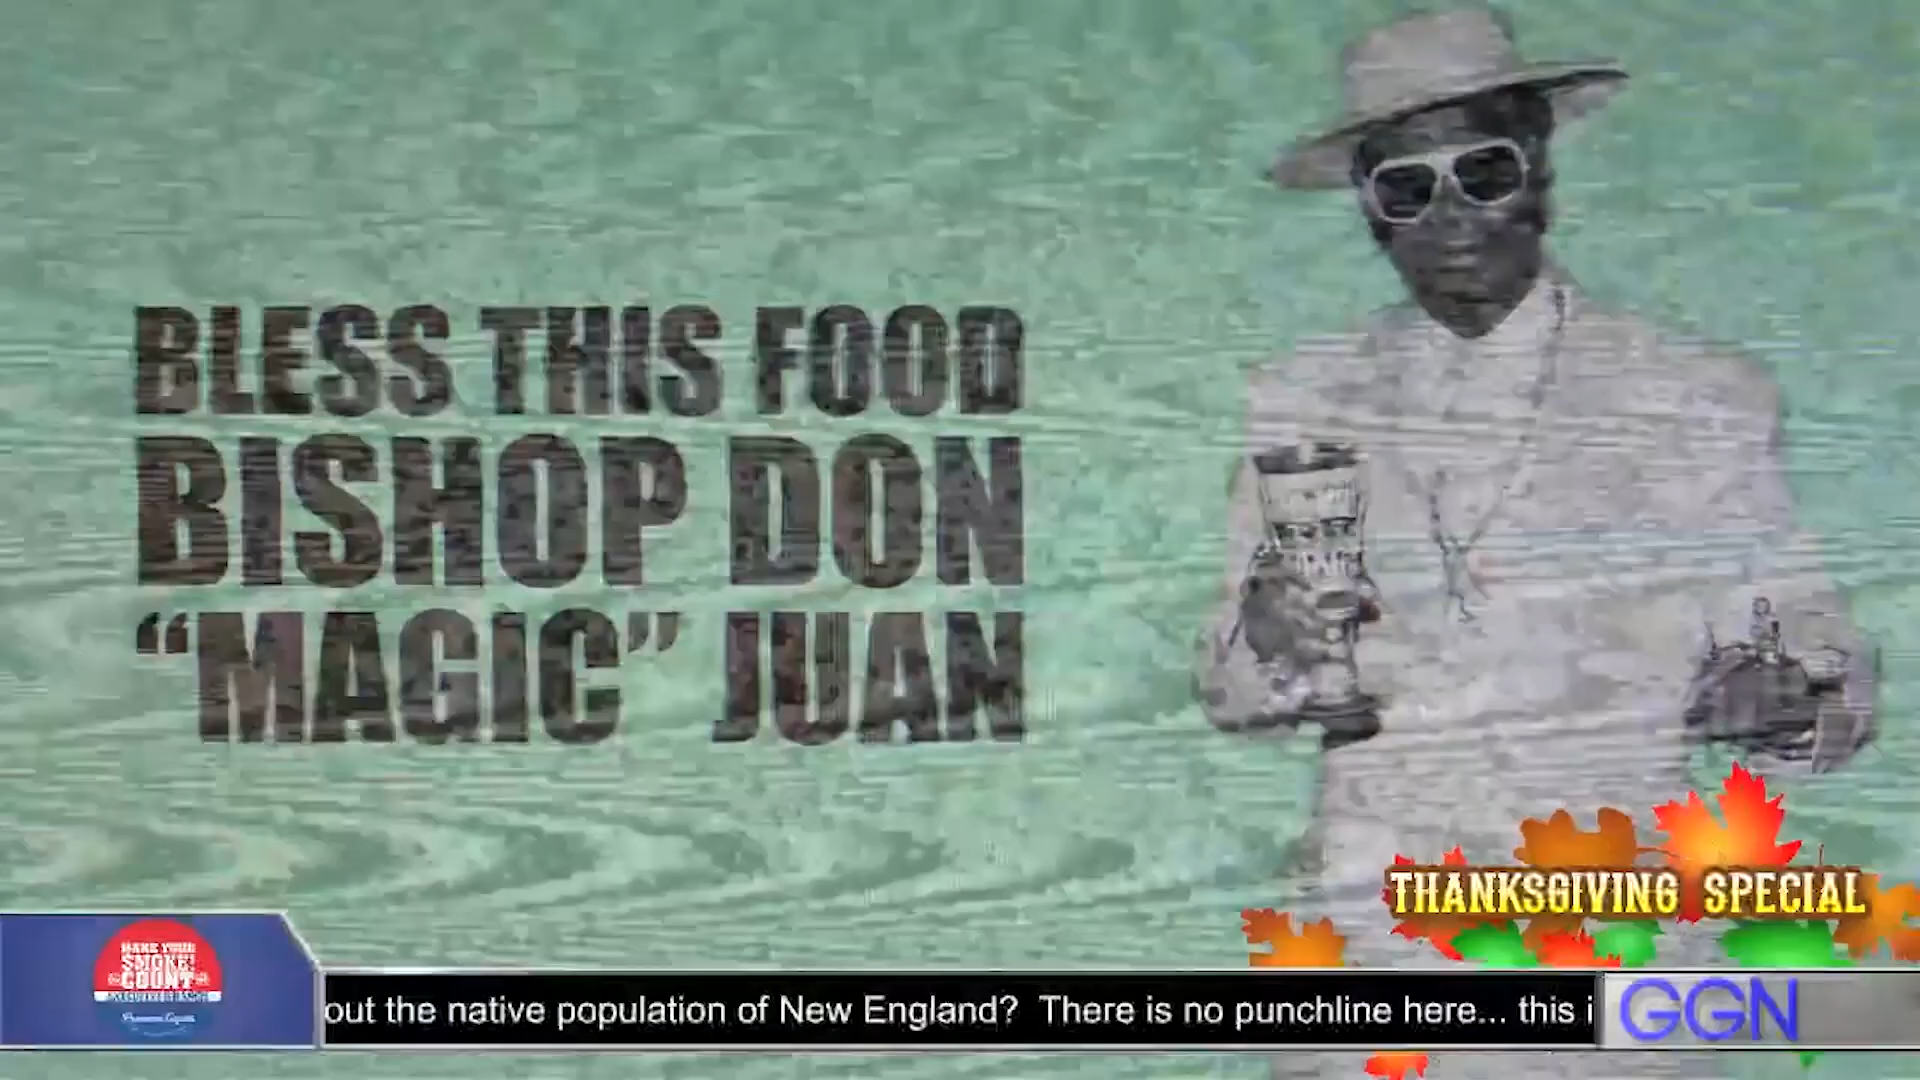 BLESS THIS FOOD
BISHOP DON
“MAGIC” JUAN
THANKSGIVING SPECIAL
MAKE YOUR
SMOKE
COUNT
out the native population of New England?  There is no punchline here... this i
GGN